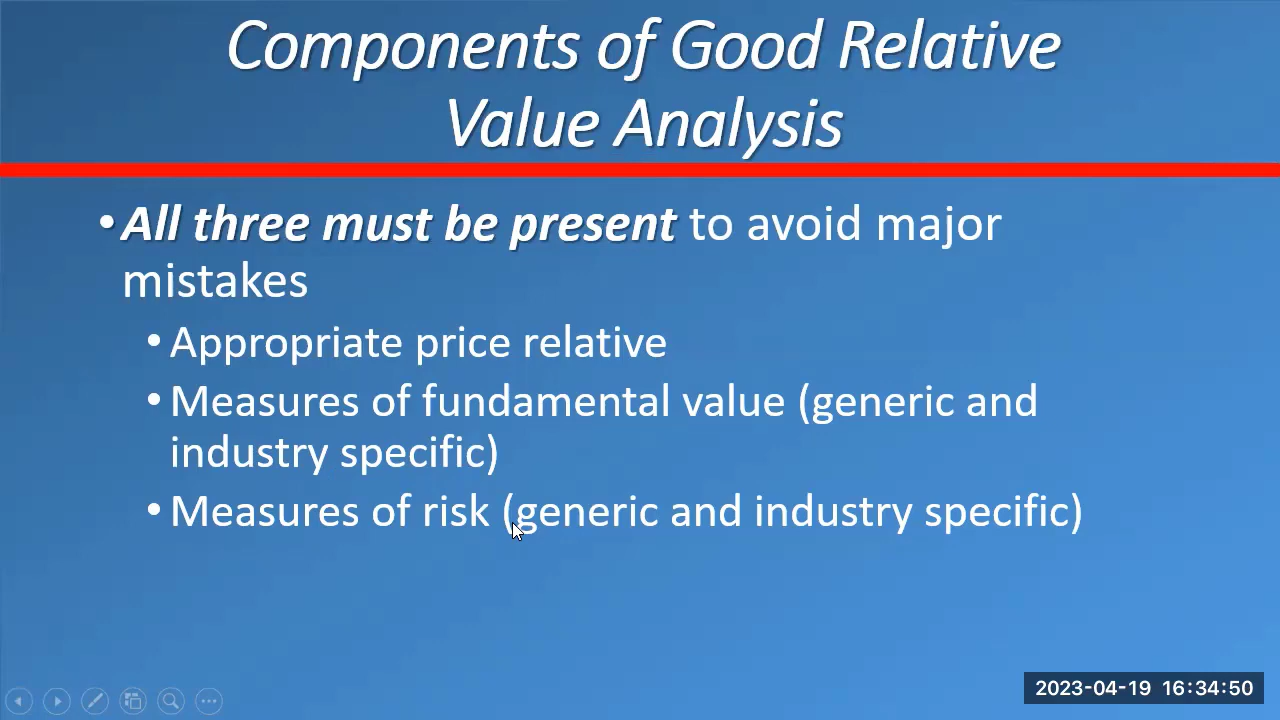 Components of Good Relative
Value Analysis
•All three must be present to avoid major
mistakes
• Appropriate price relative
• Measures of fundamental value (generic and
industry specific)
• Measures of risk (generic and industry specific)
2023-04-19 16:34:50